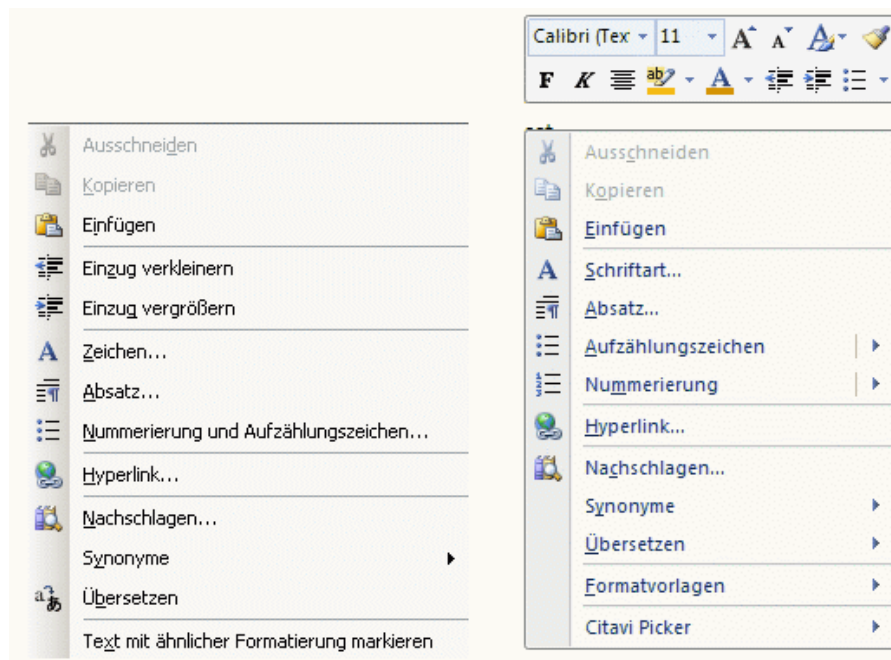 Ausschneiden
Kopieren
Einfügen
Einzug verkleinern
Einzug vergrößern
Zeichen...
Absatz...
Nummerierung und Aufzählungszeichen...
Hyperlink...
Nachschlagen...
Synonyme
Übersetzen
Text mit ähnlicher Formatierung markieren
Calibri (Tex 11 A A A
F K ab A
Ausschneiden
Kopieren
Einfügen
Schriftart...
Absatz...
Aufzählungszeichen
Nummerierung
Hyperlink...
Nachschlagen...
Synonyme
Übersetzen
Formatvorlagen
Citavi Picker